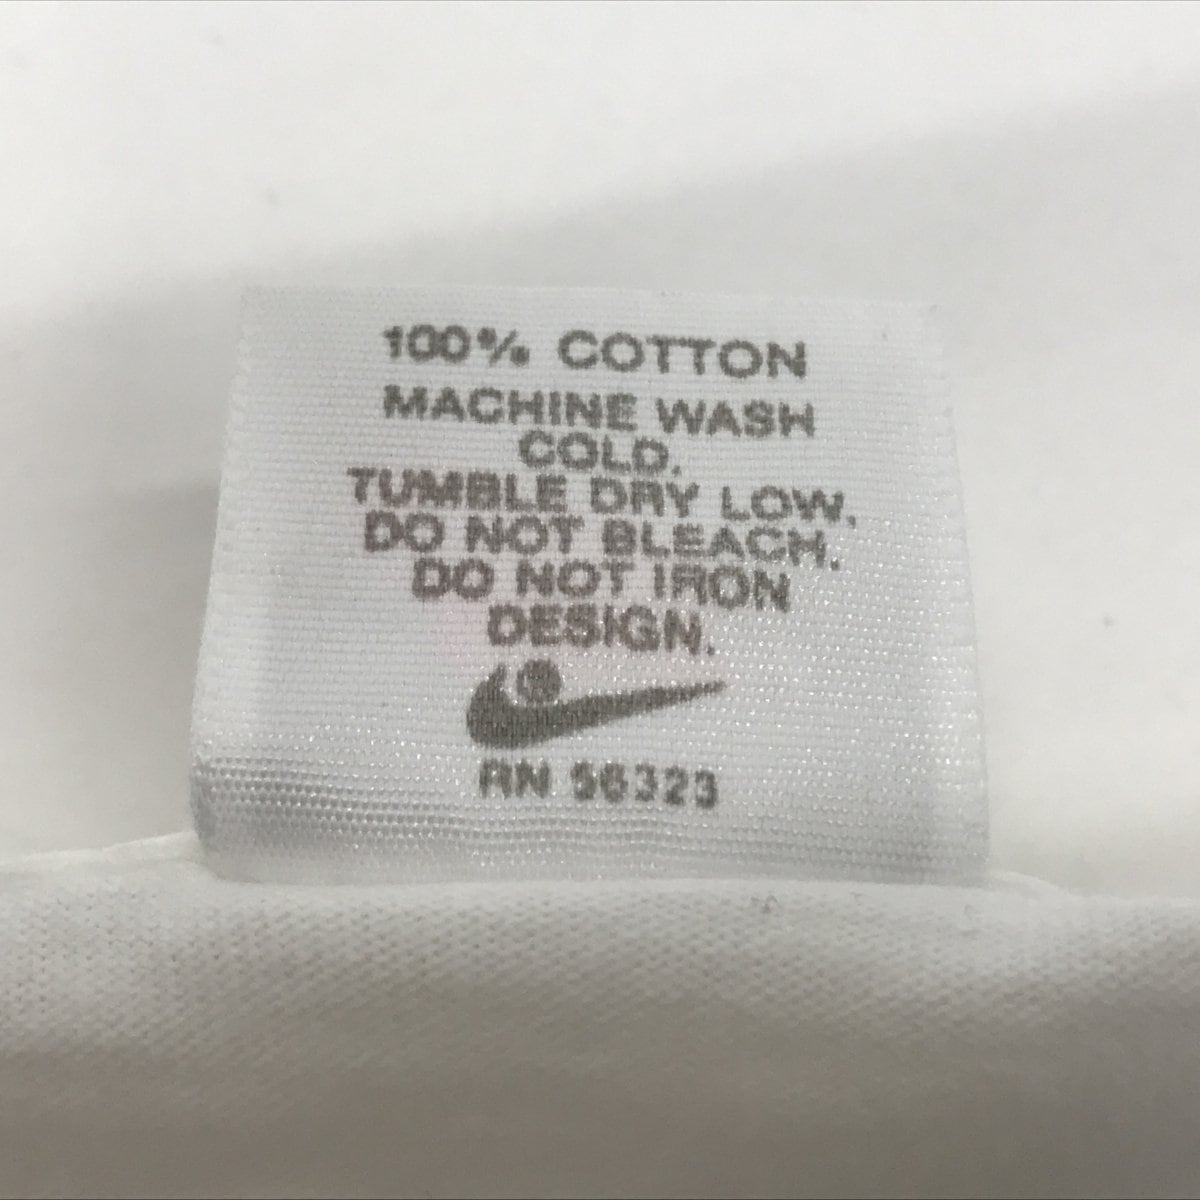 100% COTTON
MACHINE WASH
COLD.
TUMBLE DRY LOW.
DO NOT BLEACH.
DO NOT IRON
DESIGN.
RN 56323